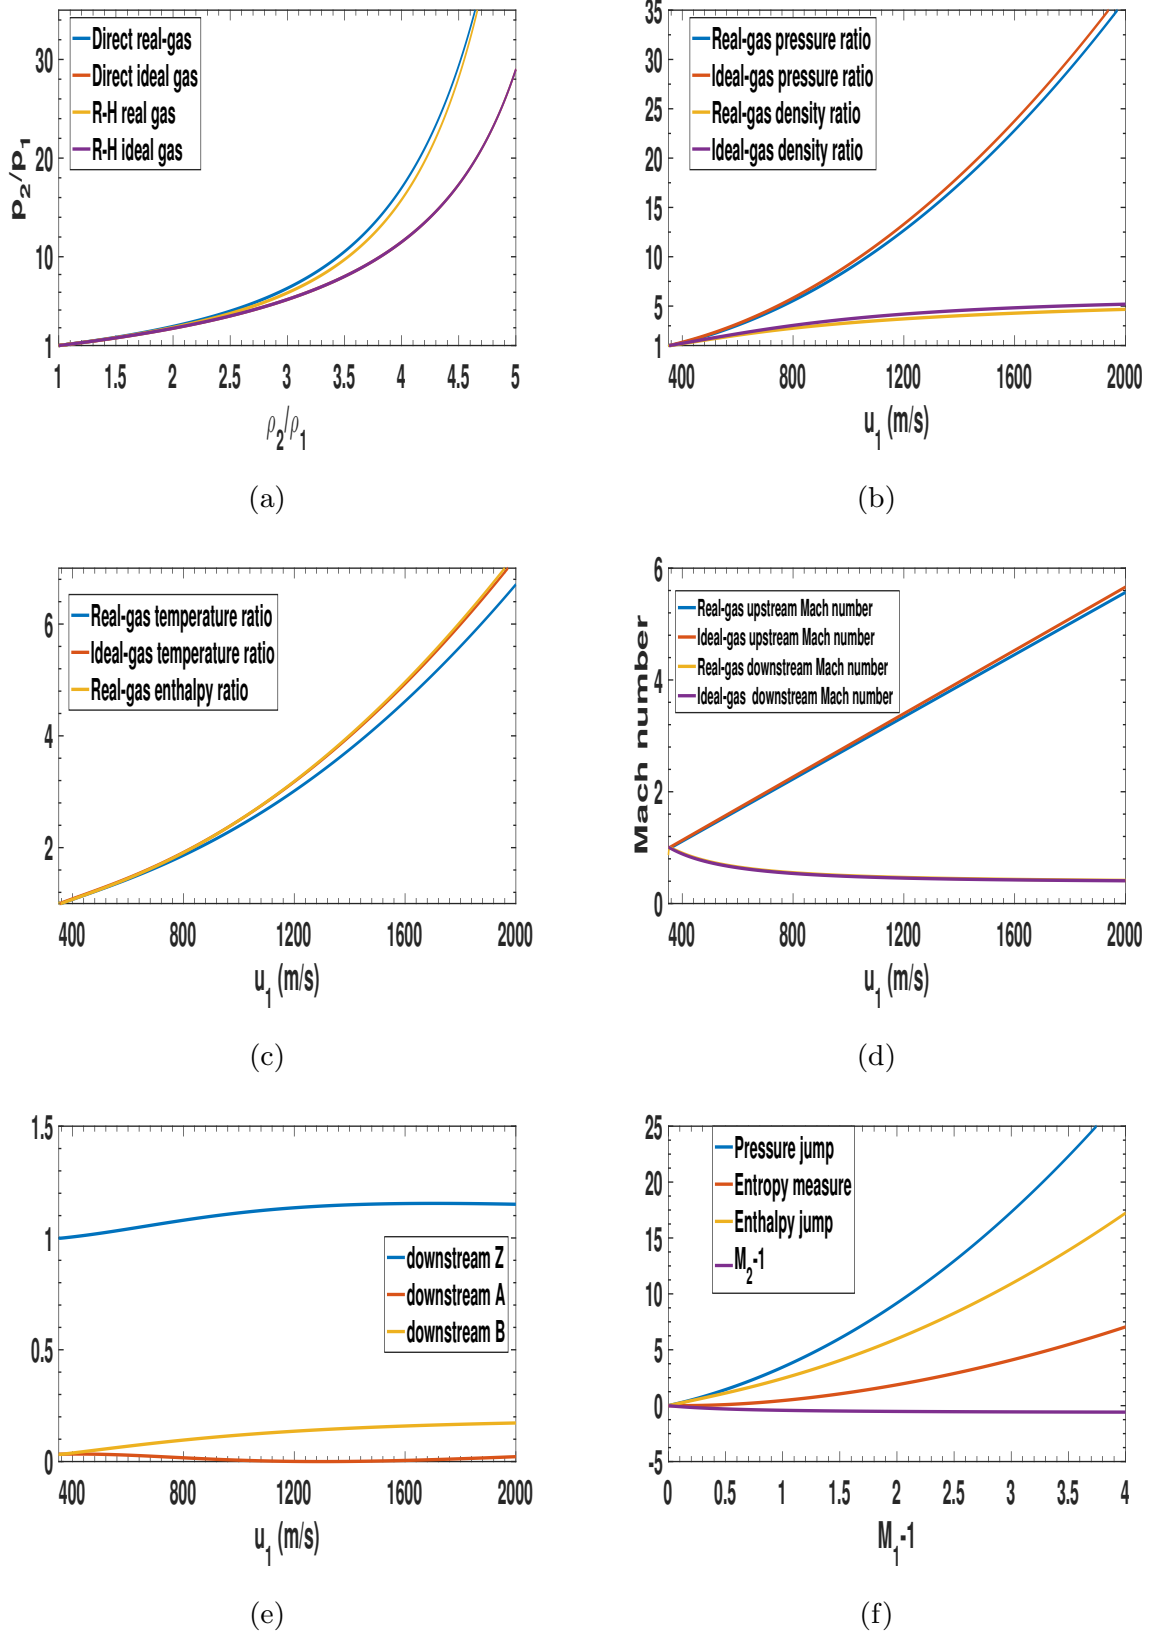 Direct real-gas
Direct ideal gas
R-H real gas
R-H ideal gas
30
20
10
1
p2/p1
1 1.5 2 2.5 3 3.5 4 4.5 5
ρ2/ρ1
(a)
Real-gas pressure ratio
Ideal-gas pressure ratio
Real-gas density ratio
Ideal-gas density ratio
35
30
25
20
15
10
5
1
400 800 1200 1600 2000
u1 (m/s)
(b)
Real-gas temperature ratio
Ideal-gas temperature ratio
Real-gas enthalpy ratio
6
4
2
400 800 1200 1600 2000
u1 (m/s)
(c)
Real-gas upstream Mach number
Ideal-gas upstream Mach number
Real-gas downstream Mach number
Ideal-gas downstream Mach number
6
4
2
0
Mach number
400 800 1200 1600 2000
u1 (m/s)
(d)
1.5
1
0.5
0
downstream Z
downstream A
downstream B
400 800 1200 1600 2000
u1 (m/s)
(e)
Pressure jump
Entropy measure
Enthalpy jump
M2-1
25
20
15
10
5
0
-5
0 0.5 1 1.5 2 2.5 3 3.5 4
M1-1
(f)